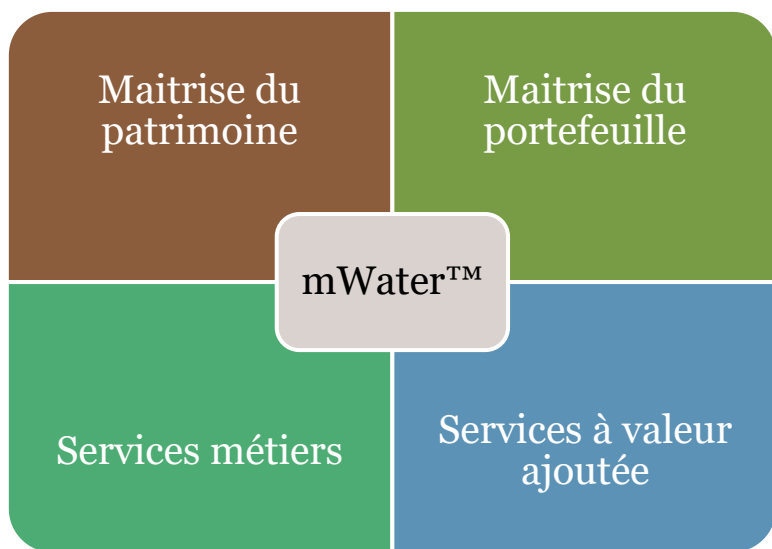 Maitrise du
patrimoine
Maitrise du
portefeuille
mWater™
Services métiers
Services à valeur
ajoutée